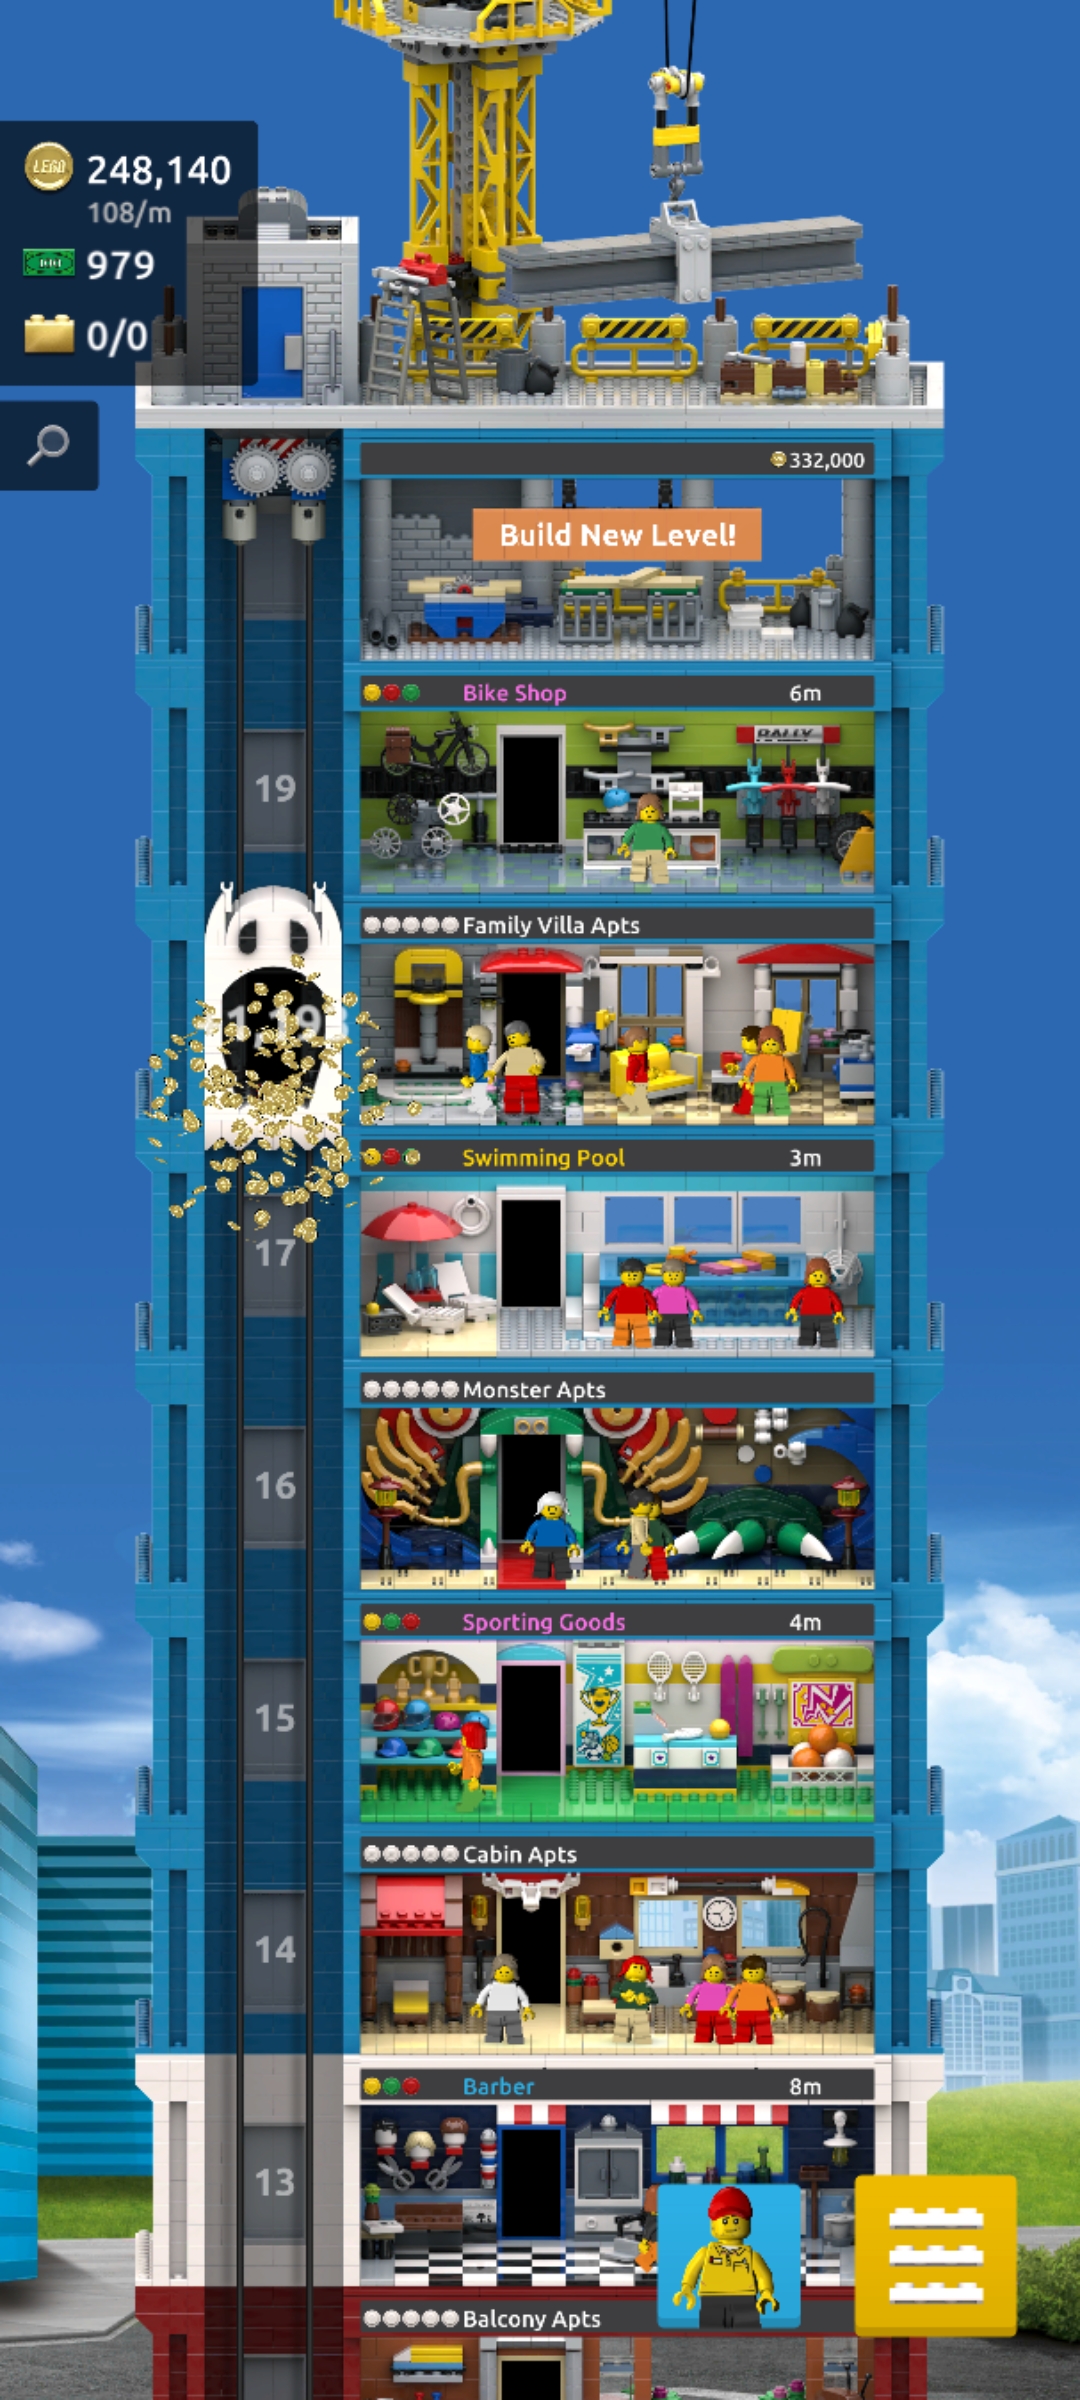 LEGO 248,140
108/m
979
0/0
332,000
Build New Level!
Bike Shop 6m
RALLY
19
Family Villa Apts
Swimming Pool 3m
17
Monster Apts
16
Sporting Goods 4m
15
Cabin Apts
14
Barber 8m
13
Balcony Apts